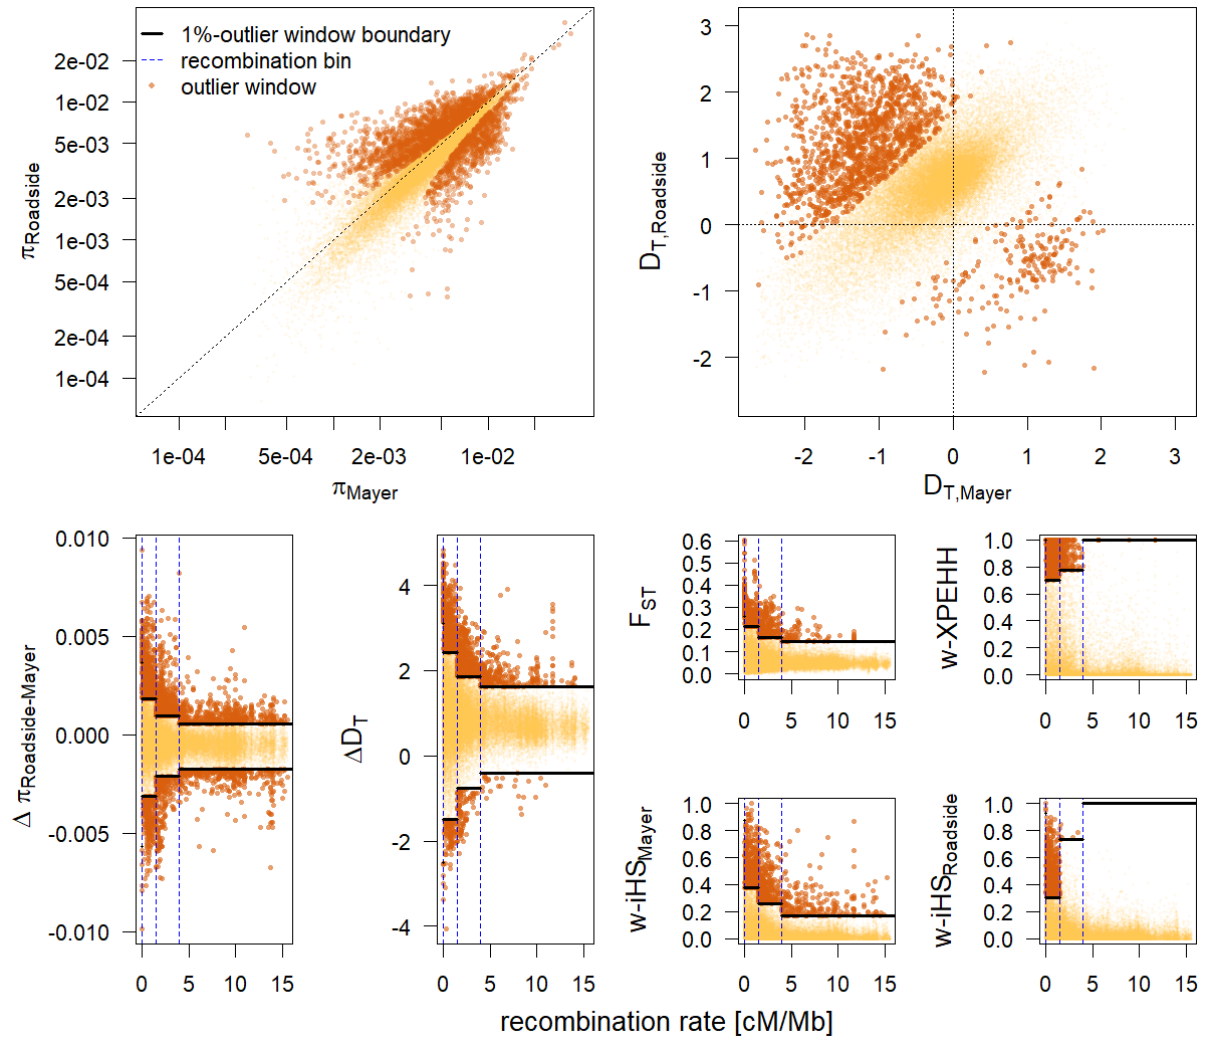 1%-outlier window boundary
recombination bin
outlier window
2e-02
1e-02
5e-03
2e-03
1e-03
5e-04
2e-04
1e-04
πRoadside
1e-04 5e-04 2e-03 1e-02
πMayer
3
2
1
0
-1
-2
DT,Roadside
-2 -1 0 1 2 3
DT,Mayer
0.010
0.005
0.000
-0.005
-0.010
Δ πRoadside-Mayer
0 5 10 15
4
2
0
-2
-4
ΔDT
0 5 10 15
0.6
0.5
0.4
0.3
0.2
0.1
0.0
FST
0 5 10 15
1.0
0.8
0.6
0.4
0.2
0.0
w-XPEHH
0 5 10 15
1.0
0.8
0.6
0.4
0.2
0.0
w-iHSMayer
0 5 10 15
1.0
0.8
0.6
0.4
0.2
0.0
w-iHSRoadside
0 5 10 15
recombination rate [cM/Mb]